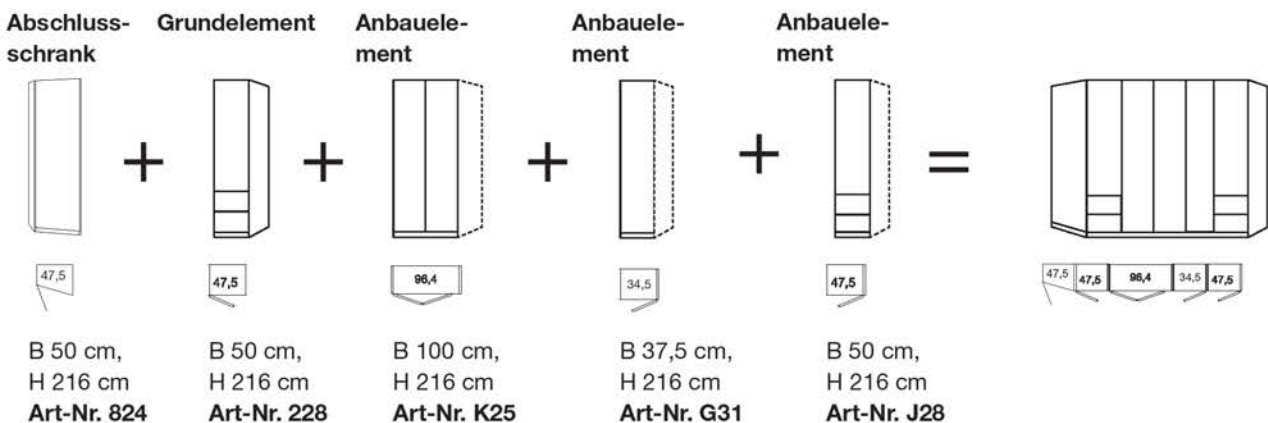 Abschluss-
schrank
Grundelement
Anbauele-
ment
Anbauele-
ment
Anbauele-
ment
+ + + + =
47,5
47,5
96,4
34,5
47,5
47,5 47,5 96,4 34,5 47,5
B 50 cm,
H 216 cm
Art-Nr. 824
B 50 cm,
H 216 cm
Art-Nr. 228
B 100 cm,
H 216 cm
Art-Nr. K25
B 37,5 cm,
H 216 cm
Art-Nr. G31
B 50 cm,
H 216 cm
Art-Nr. J28